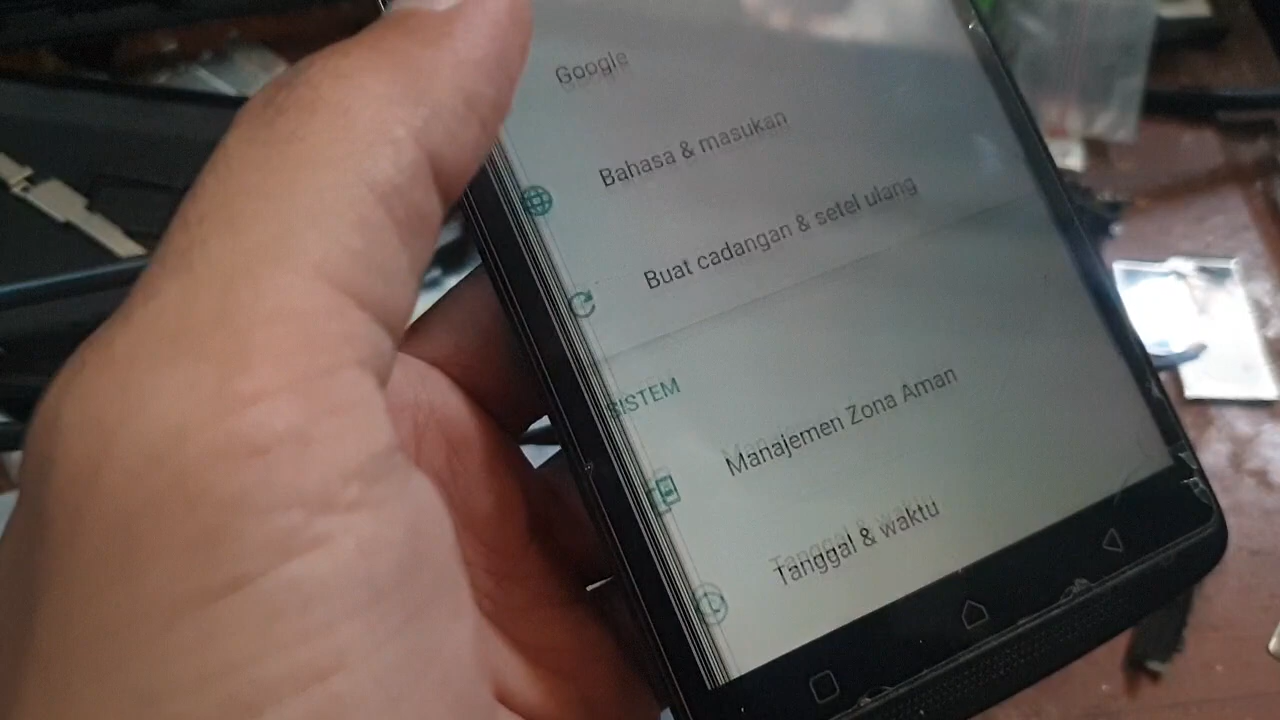 Google
Bahasa & masukan
Buat cadangan & setel ulang
SISTEM
Manajemen Zona Aman
Tanggal & waktu